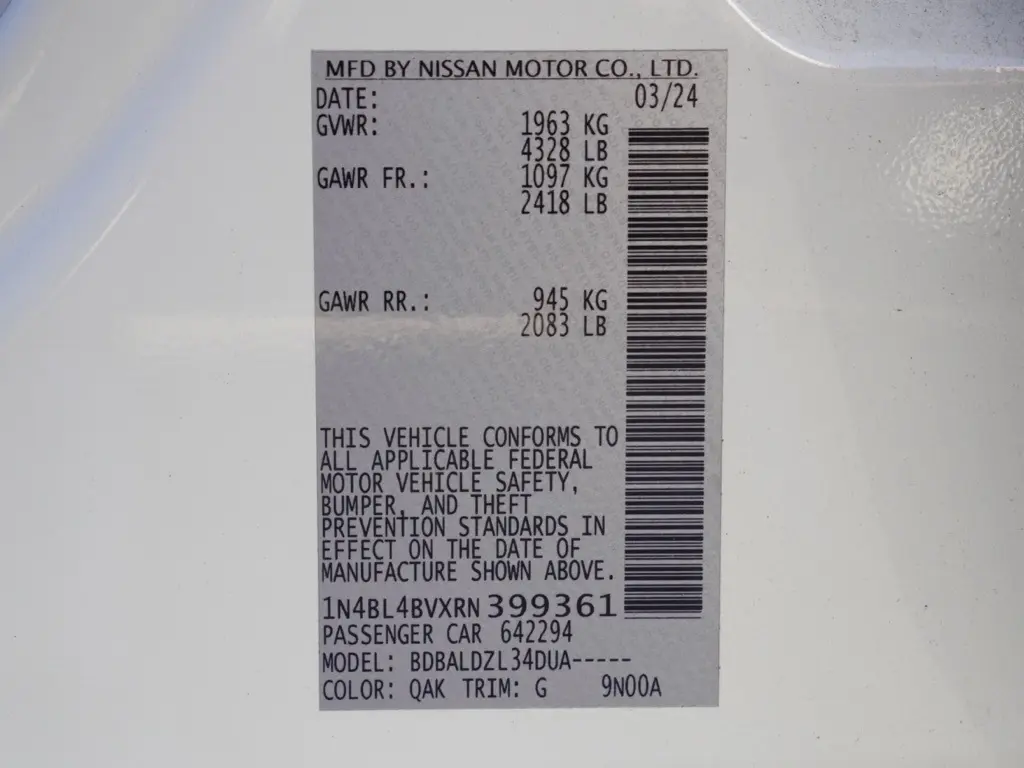 MFD BY NISSAN MOTOR CO., LTD.
DATE: 03/24
GVWR: 1963 KG
4328 LB
GAWR FR.: 1097 KG
2418 LB
GAWR RR.: 945 KG
2083 LB
THIS VEHICLE CONFORMS TO
ALL APPLICABLE FEDERAL
MOTOR VEHICLE SAFETY,
BUMPER, AND THEFT
PREVENTION STANDARDS IN
EFFECT ON THE DATE OF
MANUFACTURE SHOWN ABOVE.
1N4BL4BVXRN399361
PASSENGER CAR 642294
MODEL: BDBALDZL34DUA-----
COLOR: QAK TRIM: G 9N00A